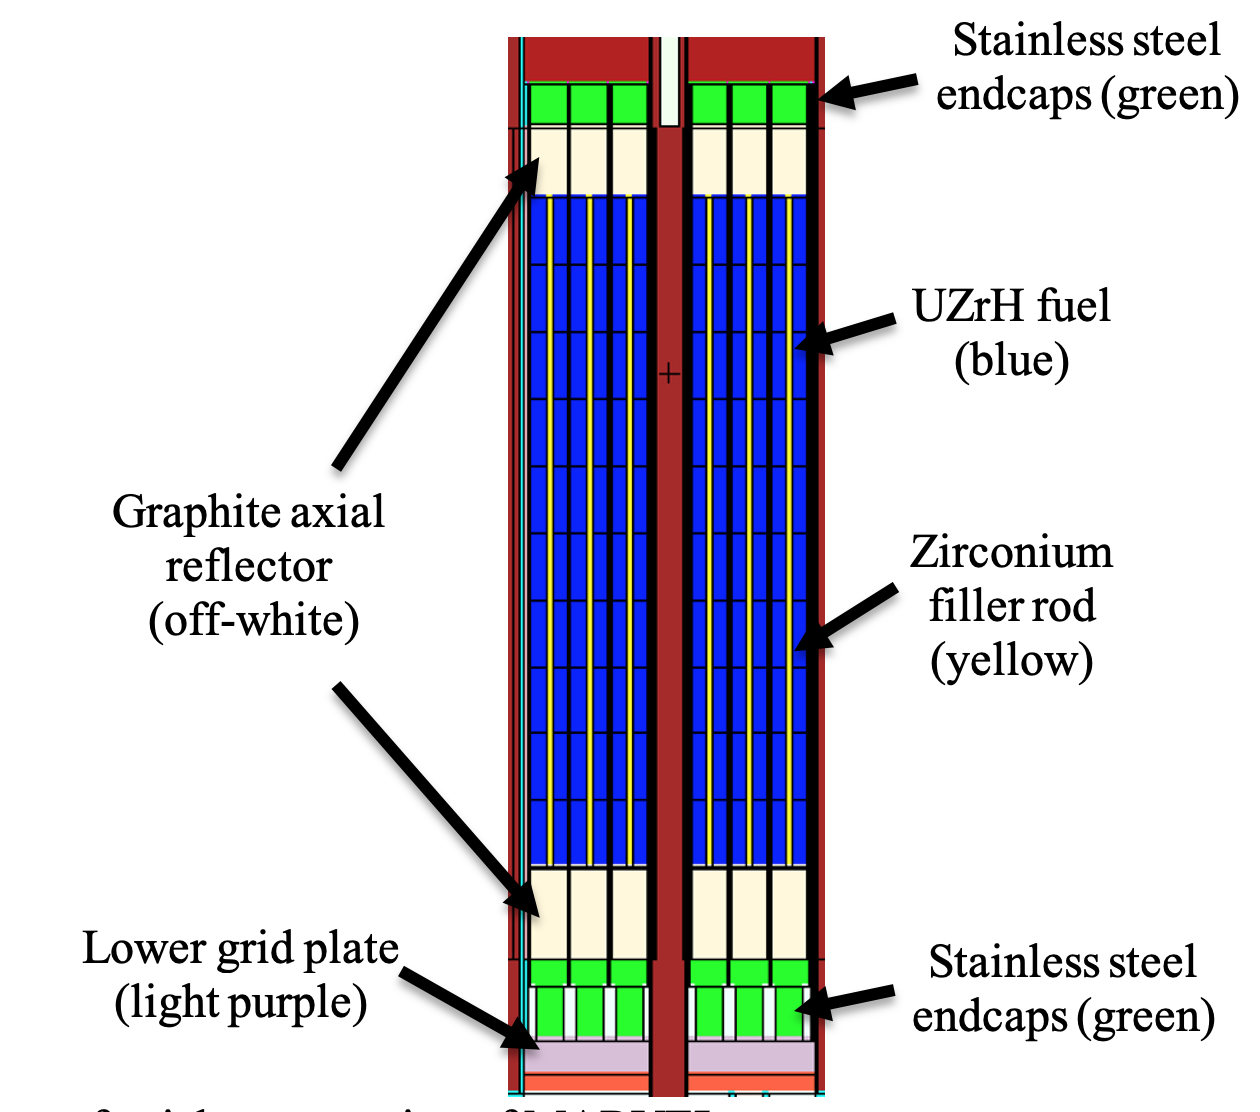 Stainless steel
endcaps (green)
UZrH fuel
(blue)
Graphite axial
reflector
(off-white)
Zirconium
filler rod
(yellow)
Lower grid plate
(light purple)
Stainless steel
endcaps (green)